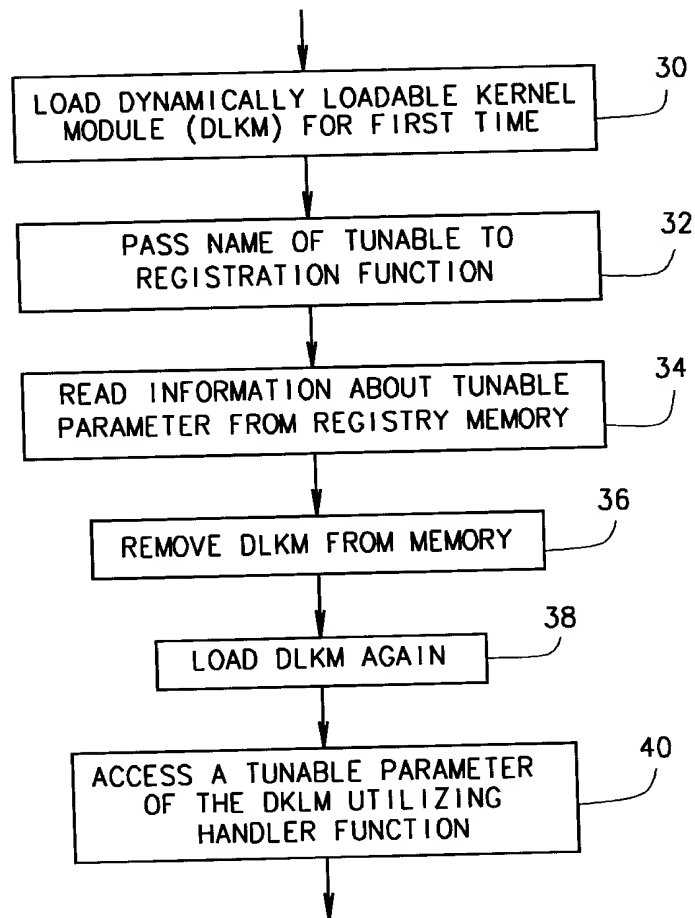 30
LOAD DYNAMICALLY LOADABLE KERNEL
MODULE (DLKM) FOR FIRST TIME
32
PASS NAME OF TUNABLE TO
REGISTRATION FUNCTION
34
READ INFORMATION ABOUT TUNABLE
PARAMETER FROM REGISTRY MEMORY
36
REMOVE DLKM FROM MEMORY
38
LOAD DLKM AGAIN
40
ACCESS A TUNABLE PARAMETER
OF THE DKLM UTILIZING
HANDLER FUNCTION